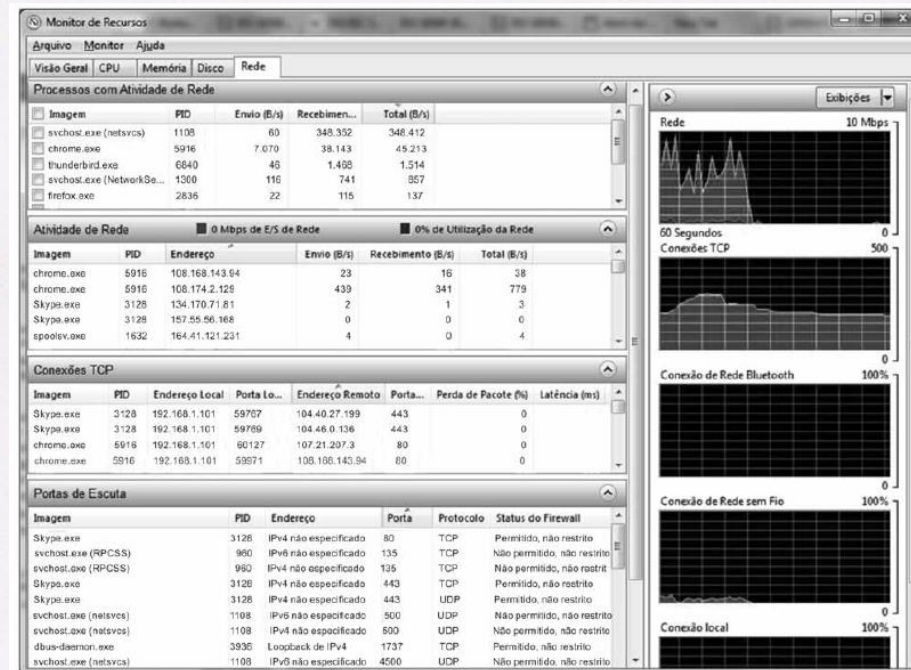 Monitor de Recursos
Arquivo Monitor Ajuda
Visão Geral CPU Memória Disco Rede
Processos com Atividade de Rede
Imagem PID Envio (B/s) Recebimen... Total (B/s)
svchost.exe (netsvcs) 1108 60 348.352 348.412
chrome.exe 5916 7.070 38.143 45.213
thunderbird.exe 6840 46 1.468 1.514
svchost.exe (NetworkSe... 1300 116 741 857
firefox.exe 2836 22 115 137
Atividade de Rede 0 Mbps de E/S de Rede 0% de Utilização da Rede
Imagem PID Endereço Envio (B/s) Recebimento (B/s) Total (B/s)
chrome.exe 5916 108.168.143.94 23 16 38
chrome.exe 5916 108.174.2.129 439 341 779
Skype.exe 3128 134.170.71.81 2 1 3
Skype.exe 3128 157.55.56.168 0 0 0
spoolsv.exe 1632 164.41.121.231 4 0 4
Conexões TCP
Imagem PID Endereço Local Porta Lo... Endereço Remoto Porta... Perda de Pacote (%) Latência (ms)
Skype.exe 3128 192.168.1.101 59767 104.40.27.199 443 0
Skype.exe 3128 192.168.1.101 59769 104.46.0.136 443 0
chrome.exe 5916 192.168.1.101 60127 107.21.207.3 80 0
chrome.exe 5916 192.168.1.101 59971 108.168.143.94 80 0
Portas de Escuta
Imagem PID Endereço Porta Protocolo Status do Firewall
Skype.exe 3128 IPv4 não especificado 80 TCP Permitido, não restrito
svchost.exe (RPCSS) 960 IPv6 não especificado 135 TCP Não permitido, não restrito
svchost.exe (RPCSS) 960 IPv4 não especificado 135 TCP Não permitido, não restrit
Skype.exe 3128 IPv4 não especificado 443 TCP Permitido, não restrito
Skype.exe 3128 IPv4 não especificado 443 UDP Permitido, não restrito
svchost.exe (netsvcs) 1108 IPv6 não especificado 500 UDP Não permitido, não restrito
svchost.exe (netsvcs) 1108 IPv4 não especificado 500 UDP Não permitido, não restrito
dbus-daemon.exe 3936 Loopback de IPv4 1737 TCP Permitido, não restrito
svchost.exe (netsvcs) 1108 IPv6 não especificado 4500 UDP Não permitido, não restrito
Exibições
Rede 10 Mbps
60 Segundos 0
Conexões TCP 500
0
Conexão de Rede Bluetooth 100%
0
Conexão de Rede sem Fio 100%
0
Conexão local 100%